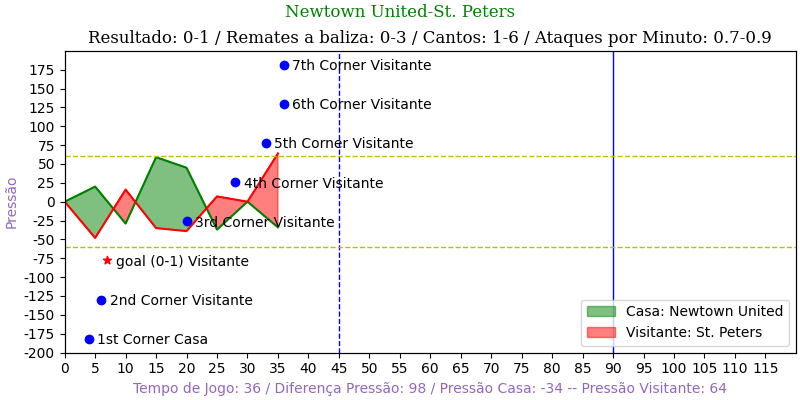 Newtown United-St. Peters
Resultado: 0-1 / Remates a baliza: 0-3 / Cantos: 1-6 / Ataques por Minuto: 0.7-0.9
175
150
125
100
75
50
25
0
-25
-50
-75
-100
-125
-150
-175
-200
Pressão
7th Corner Visitante
6th Corner Visitante
5th Corner Visitante
4th Corner Visitante
3rd Corner Visitante
goal (0-1) Visitante
2nd Corner Visitante
1st Corner Casa
Casa: Newtown United
Visitante: St. Peters
0 5 10 15 20 25 30 35 40 45 50 55 60 65 70 75 80 85 90 95 100 105 110 115
Tempo de Jogo: 36 / Diferença Pressão: 98 / Pressão Casa: -34 -- Pressão Visitante: 64